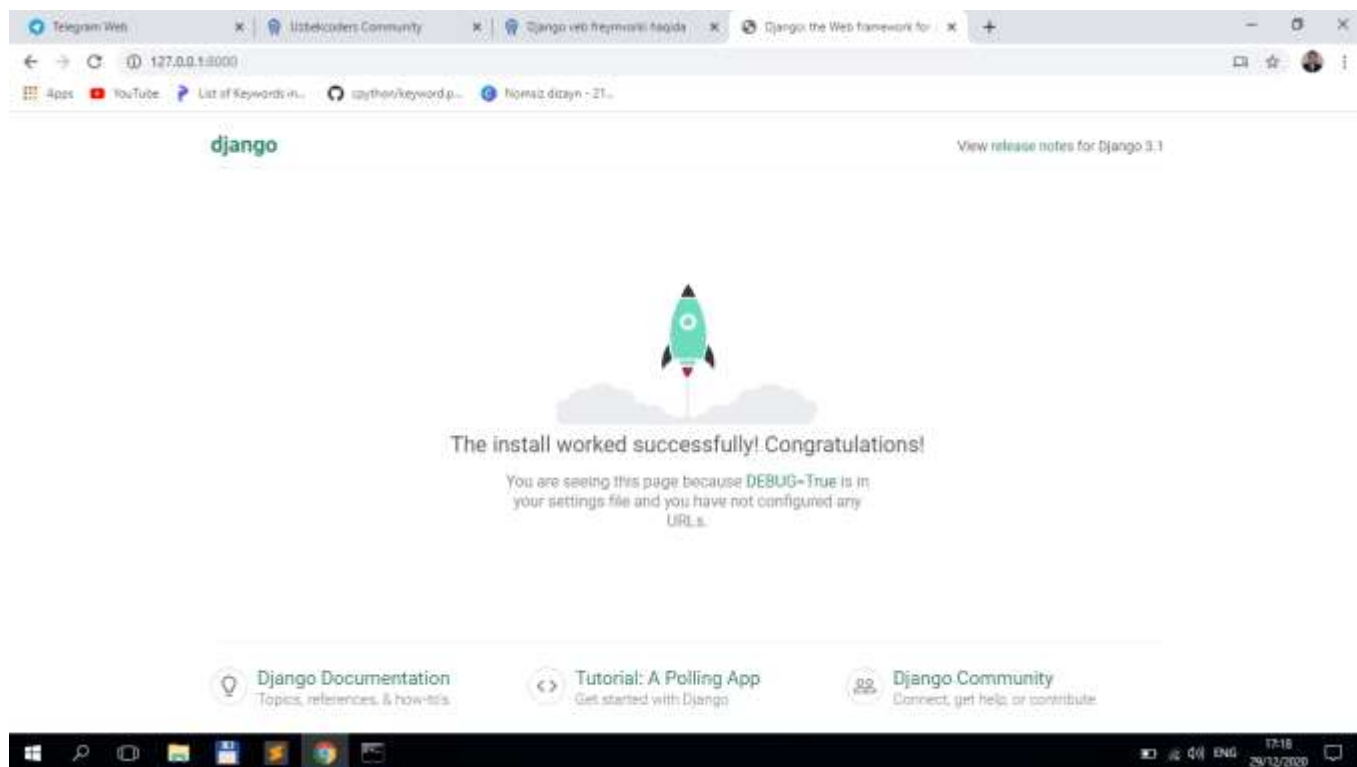 Telegram Web
Uzbekcoders Community
Django veb freymvorki haqida
Django: the Web framework for
127.0.0.1:8000
Apps
YouTube
List of Keywords in...
cpython/keyword.p...
Nomsiz dizayn - 21...
django
View release notes for Django 3.1
The install worked successfully! Congratulations!
You are seeing this page because DEBUG=True is in
your settings file and you have not configured any
URLs.
Django Documentation
Topics, references, & how-to's
Tutorial: A Polling App
Get started with Django
Django Community
Connect, get help, or contribute
ENG
17:18
29/12/2020